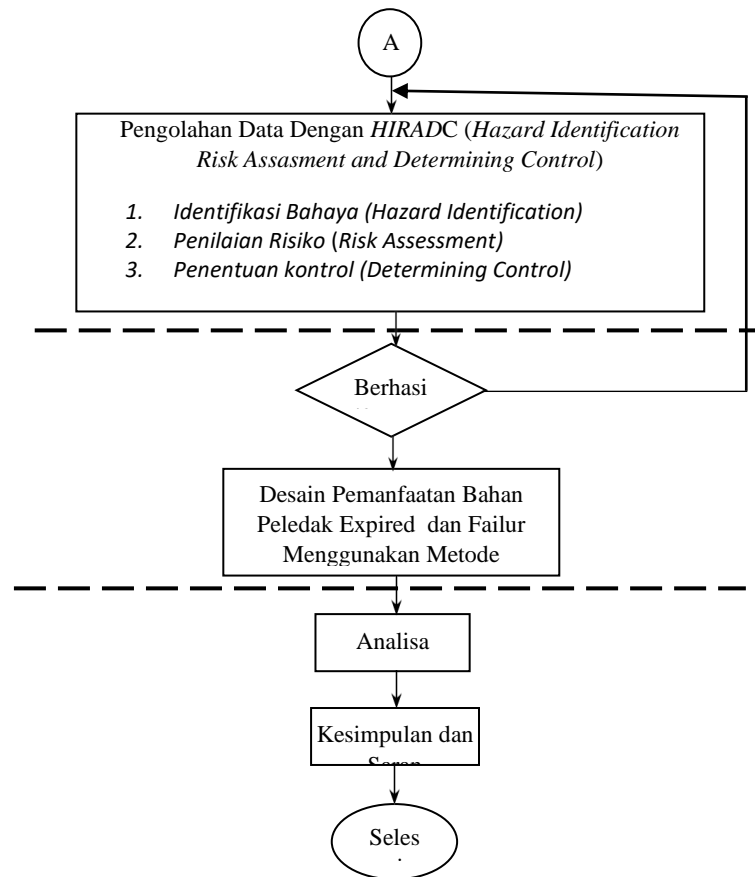 A
Pengolahan Data Dengan HIRADC (Hazard Identification
Risk Assasment and Determining Control)
1. Identifikasi Bahaya (Hazard Identification)
2. Penilaian Risiko (Risk Assessment)
3. Penentuan kontrol (Determining Control)
Berhasi
Desain Pemanfaatan Bahan
Peledak Expired dan Failur
Menggunakan Metode
Analisa
Kesimpulan dan
Saran
Seles